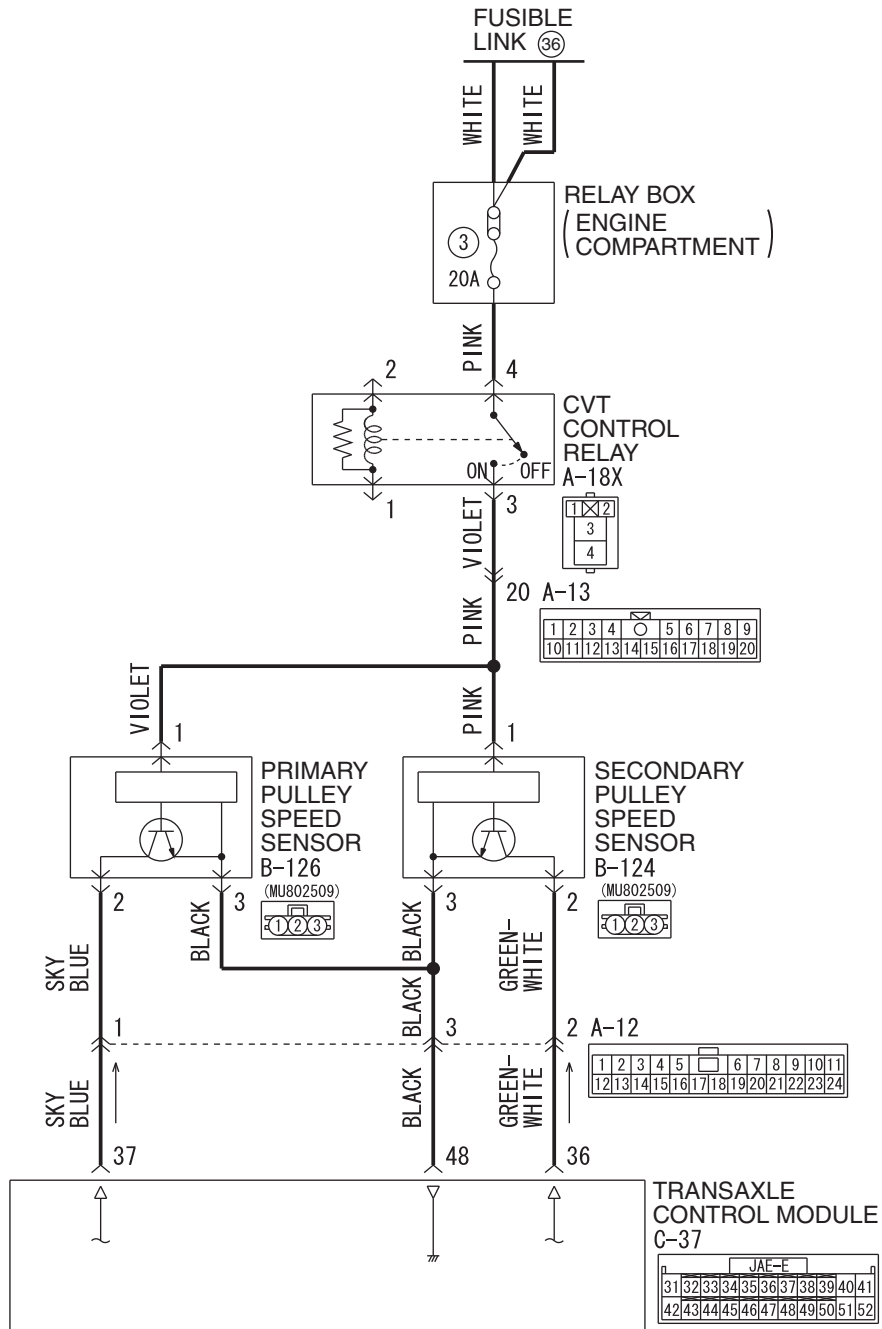 FUSIBLE
LINK 36
WHITE
WHITE
RELAY BOX
(ENGINE
COMPARTMENT)
3
20A
PINK
2
4
CVT
CONTROL
RELAY
A-18X
ON
OFF
1
3
1 2
3
4
VIOLET
20 A-13
PINK
1 2 3 4 5 6 7 8 9
10 11 12 13 14 15 16 17 18 19 20
VIOLET
PINK
1
1
PRIMARY
PULLEY
SPEED
SENSOR
B-126
(MU802509)
1 2 3
SECONDARY
PULLEY
SPEED
SENSOR
B-124
(MU802509)
1 2 3
2
3
3
2
SKY
BLUE
BLACK
BLACK
GREEN-
WHITE
BLACK
1
3
2 A-12
1 2 3 4 5 6 7 8 9 10 11
12 13 14 15 16 17 18 19 20 21 22 23 24
SKY
BLUE
BLACK
GREEN-
WHITE
37
48
36
TRANSAXLE
CONTROL MODULE
C-37
JAE-E
31 32 33 34 35 36 37 38 39 40 41
42 43 44 45 46 47 48 49 50 51 52